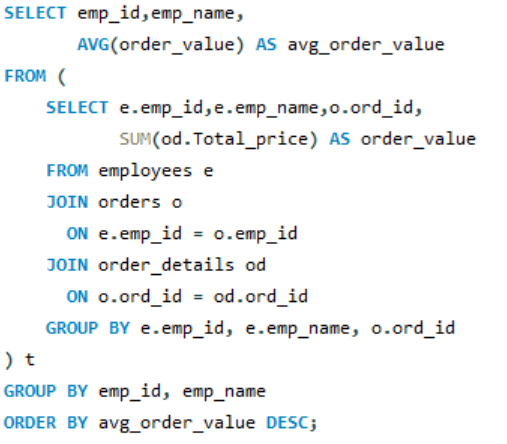 SELECT emp_id,emp_name,
AVG(order_value) AS avg_order_value
FROM (
SELECT e.emp_id,e.emp_name,o.ord_id,
SUM(od.Total_price) AS order_value
FROM employees e
JOIN orders o
ON e.emp_id = o.emp_id
JOIN order_details od
ON o.ord_id = od.ord_id
GROUP BY e.emp_id, e.emp_name, o.ord_id
) t
GROUP BY emp_id, emp_name
ORDER BY avg_order_value DESC;